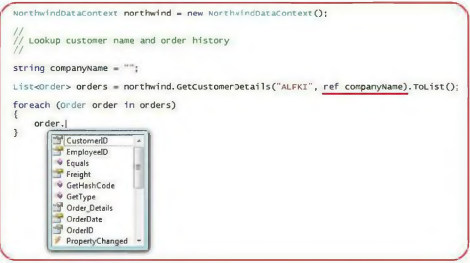 NorthwindDataContext northwind = new NorthwindDataContext();
//
// Lookup customer name and order history
//
string companyName = "";
List<Order> orders = northwind.GetCustomerDetails("ALFKI", ref companyName).ToList();
foreach (Order order in orders)
{
order.
}
CustomerID
EmployeeID
Equals
Freight
GetHashCode
GetType
Order_Details
OrderDate
OrderID
PropertyChanged